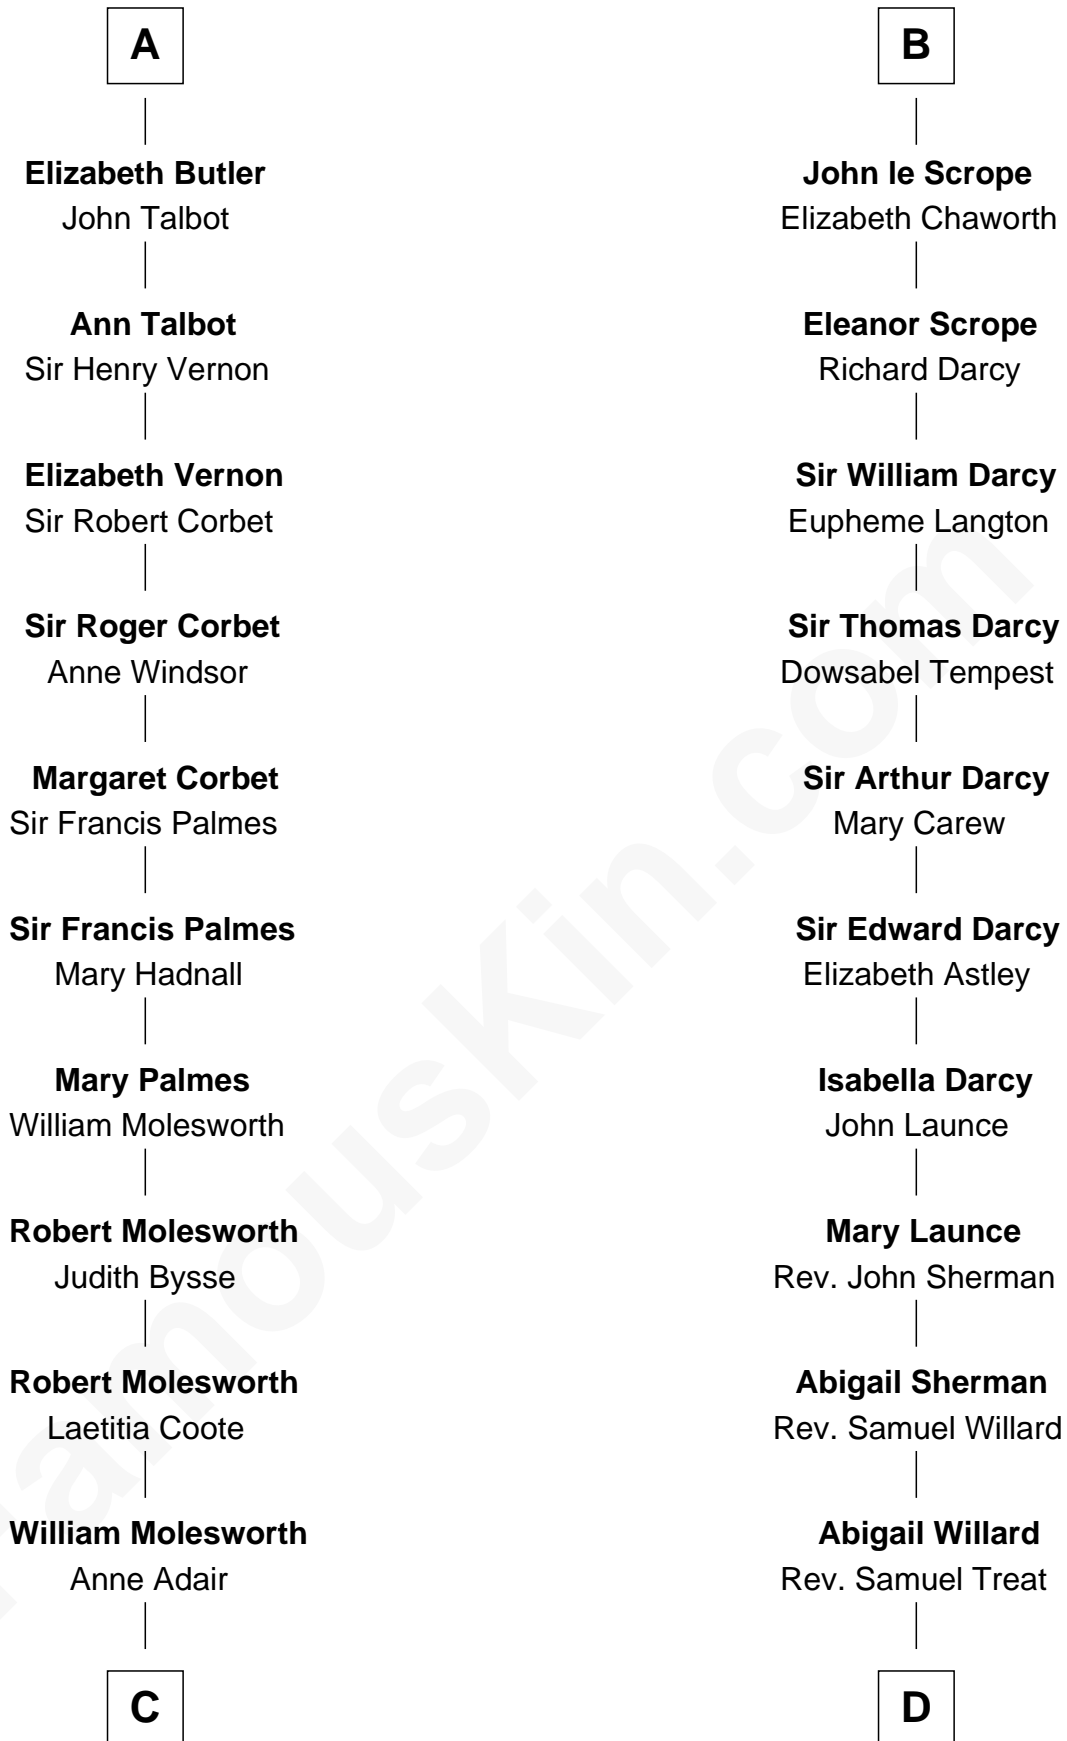 A
Elizabeth Butler
John Talbot
Ann Talbot
Sir Henry Vernon
Elizabeth Vernon
Sir Robert Corbet
Sir Roger Corbet
Anne Windsor
Margaret Corbet
Sir Francis Palmes
Sir Francis Palmes
Mary Hadnall
Mary Palmes
William Molesworth
Robert Molesworth
Judith Bysse
Robert Molesworth
Laetitia Coote
William Molesworth
Anne Adair
C
B
John le Scrope
Elizabeth Chaworth
Eleanor Scrope
Richard Darcy
Sir William Darcy
Eupheme Langton
Sir Thomas Darcy
Dowsabel Tempest
Sir Arthur Darcy
Mary Carew
Sir Edward Darcy
Elizabeth Astley
Isabella Darcy
John Launce
Mary Launce
Rev. John Sherman
Abigail Sherman
Rev. Samuel Willard
Abigail Willard
Rev. Samuel Treat
D
FamousKin.com